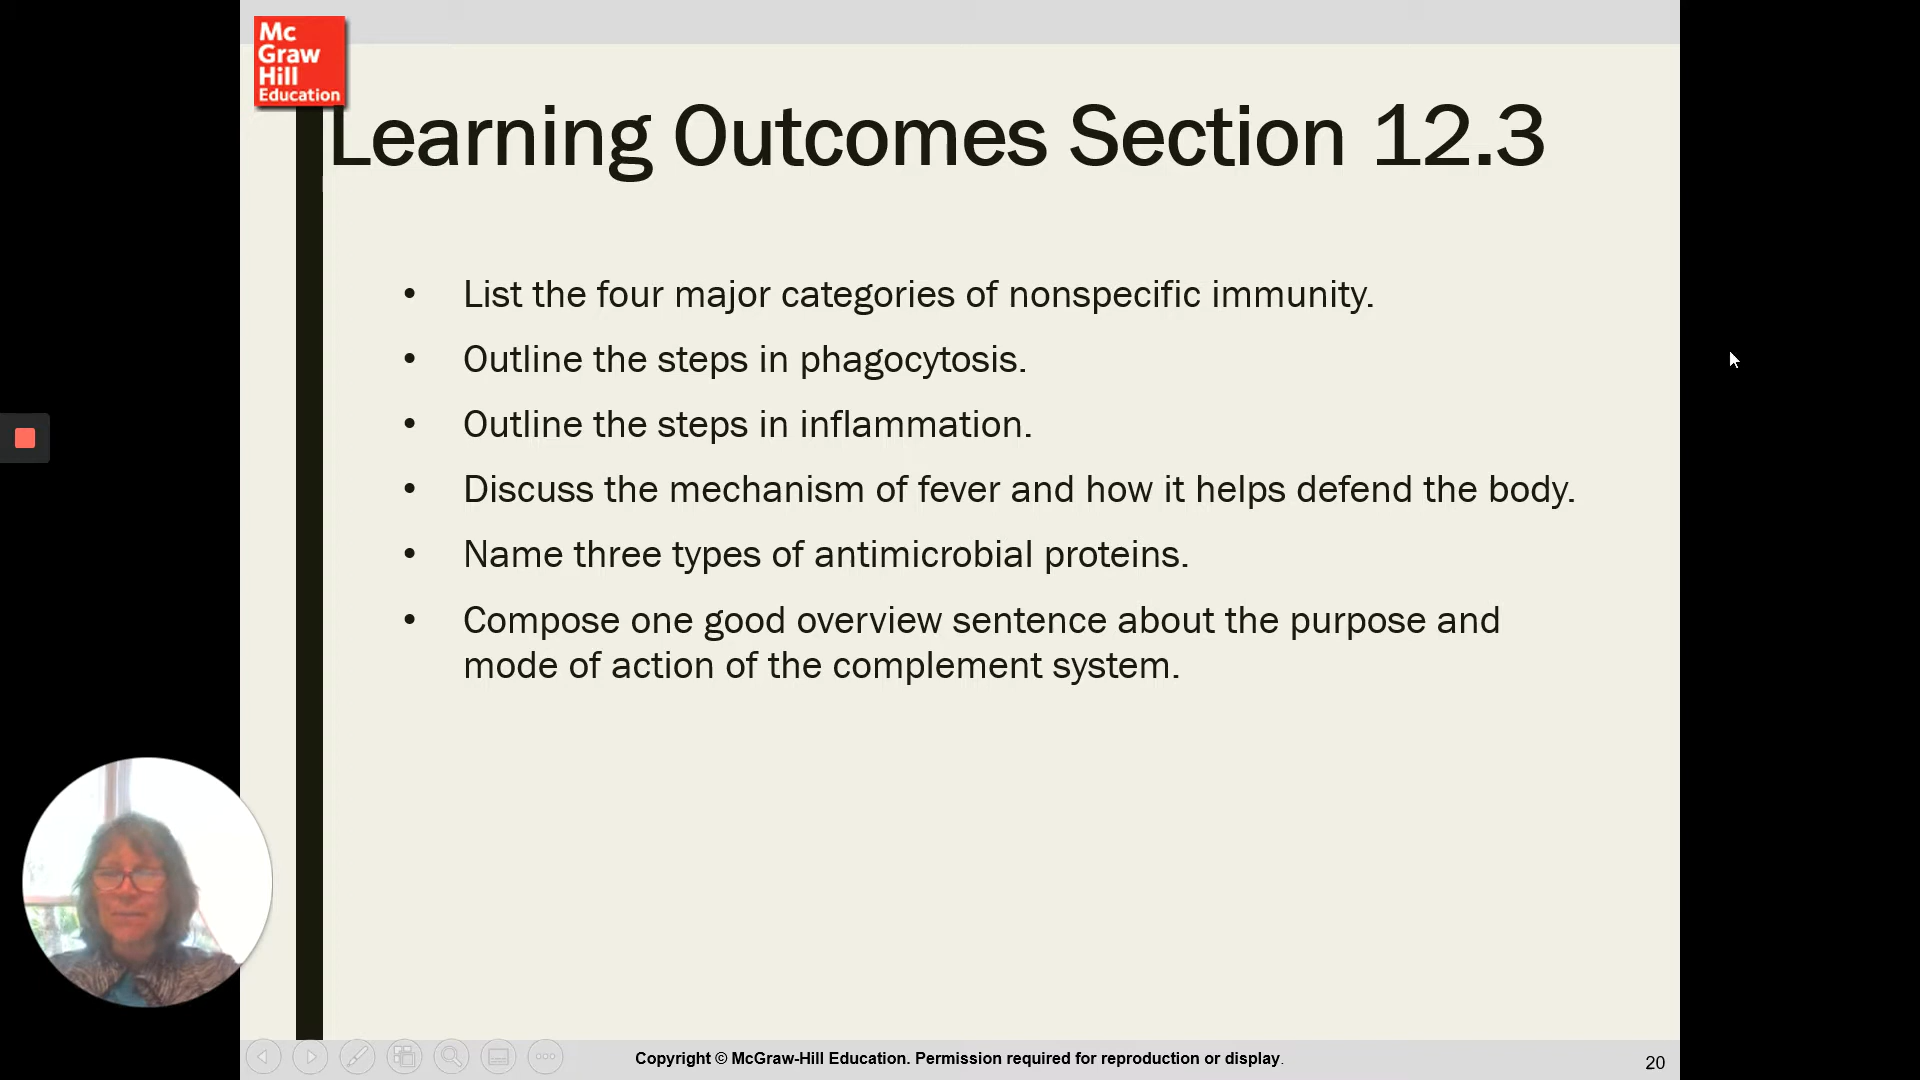 Mc
Graw
Hill
Education
Learning Outcomes Section 12.3
• List the four major categories of nonspecific immunity.
• Outline the steps in phagocytosis.
• Outline the steps in inflammation.
• Discuss the mechanism of fever and how it helps defend the body.
• Name three types of antimicrobial proteins.
• Compose one good overview sentence about the purpose and
mode of action of the complement system.
Copyright © McGraw-Hill Education. Permission required for reproduction or display.
20